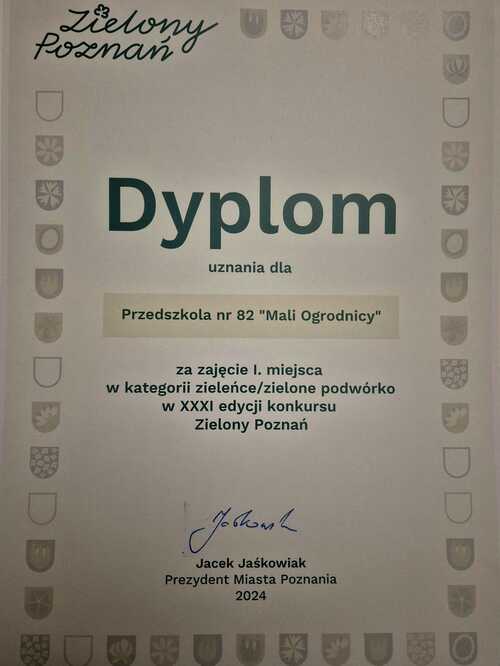 Zielony
Poznań
Dyplom
uznania dla
Przedszkola nr 82 "Mali Ogrodnicy"
za zajęcie I. miejsca
w kategorii zieleńce/zielone podwórko
w XXXI edycji konkursu
Zielony Poznań
Jaśkowiak
Jacek Jaśkowiak
Prezydent Miasta Poznania
2024